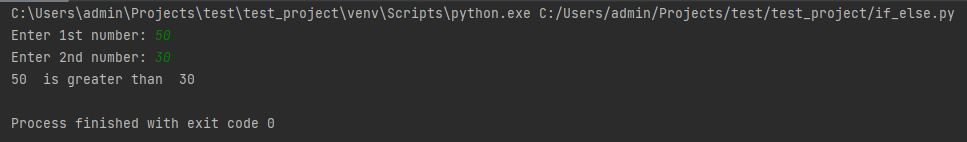 C:\Users\admin\Projects\test\test_project\venv\Scripts\python.exe C:/Users/admin/Projects/test/test_project/if_else.py
Enter 1st number: 50
Enter 2nd number: 30
50  is greater than  30
Process finished with exit code 0